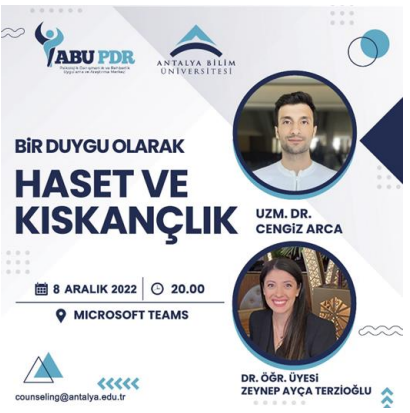 ABU PDR
ANTALYA BİLİM
ÜNİVERSİTESİ
BİR DUYGU OLARAK
HASET VE
KISKANÇLIK
UZM. DR.
CENGİZ ARCA
8 ARALIK 2022
20.00
MICROSOFT TEAMS
DR. ÖĞR. ÜYESİ
ZEYNEP AYÇA TERZİOĞLU
counseling@antalya.edu.tr